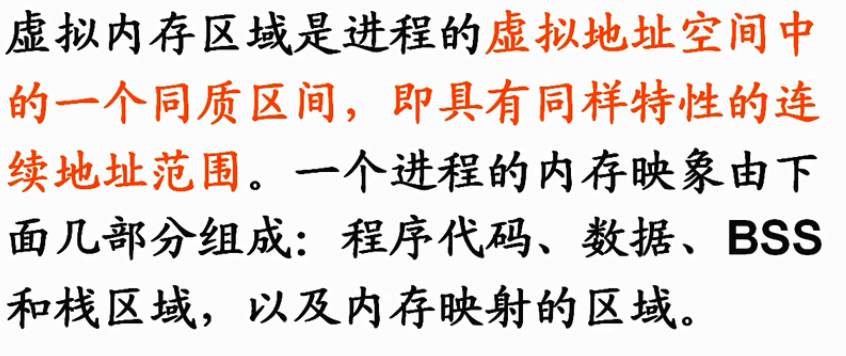 虚拟内存区域是进程的虚拟地址空间中
的一个同质区间，即具有同样特性的连
续地址范围。一个进程的内存映象由下
面几部分组成：程序代码、数据、BSS
和栈区域，以及内存映射的区域。